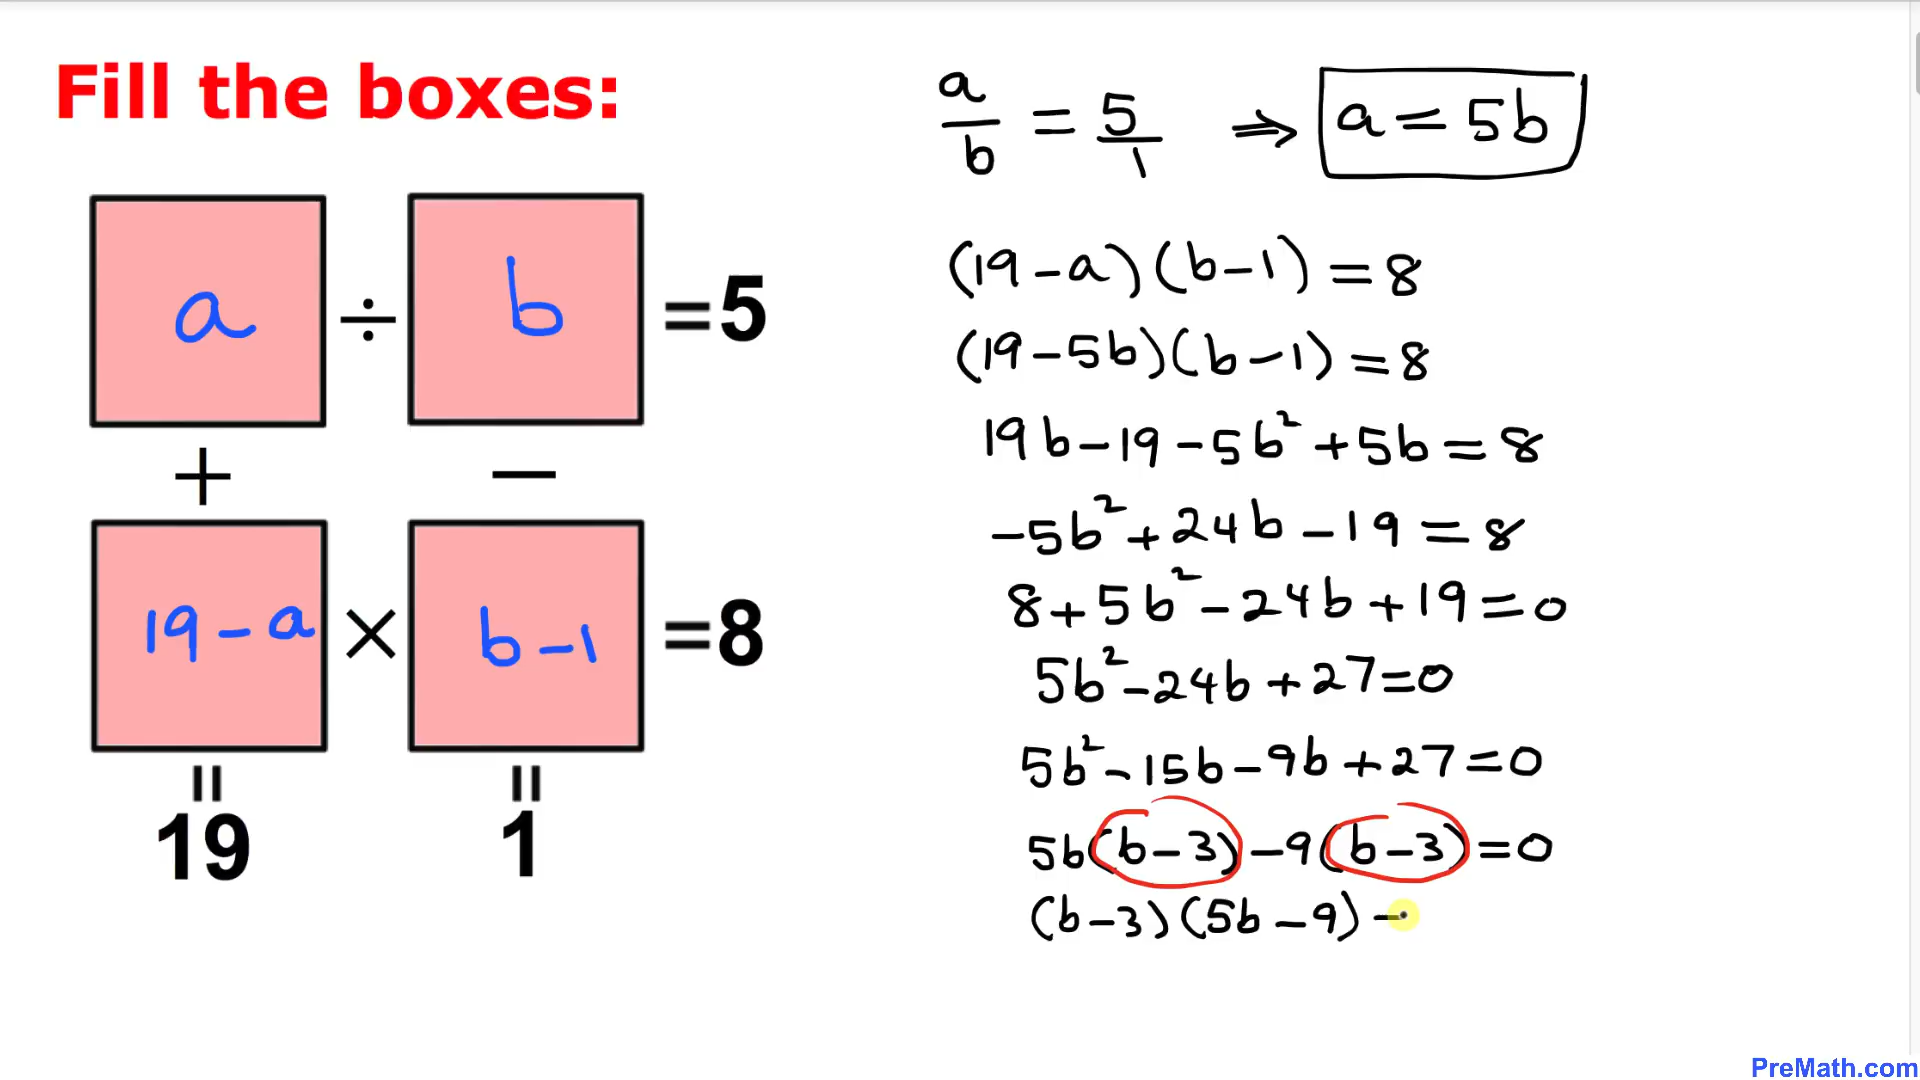 Fill the boxes:
a ÷ b = 5
+ −
19 − a × b − 1 = 8
= =
19 1
a/b = 5/1 ⇒ a = 5b
(19 − a)(b − 1) = 8
(19 − 5b)(b − 1) = 8
19b − 19 − 5b² + 5b = 8
−5b² + 24b − 19 = 8
8 + 5b² − 24b + 19 = 0
5b² − 24b + 27 = 0
5b² − 15b − 9b + 27 = 0
5b(b − 3) − 9(b − 3) = 0
(b − 3)(5b − 9) −
PreMath.com